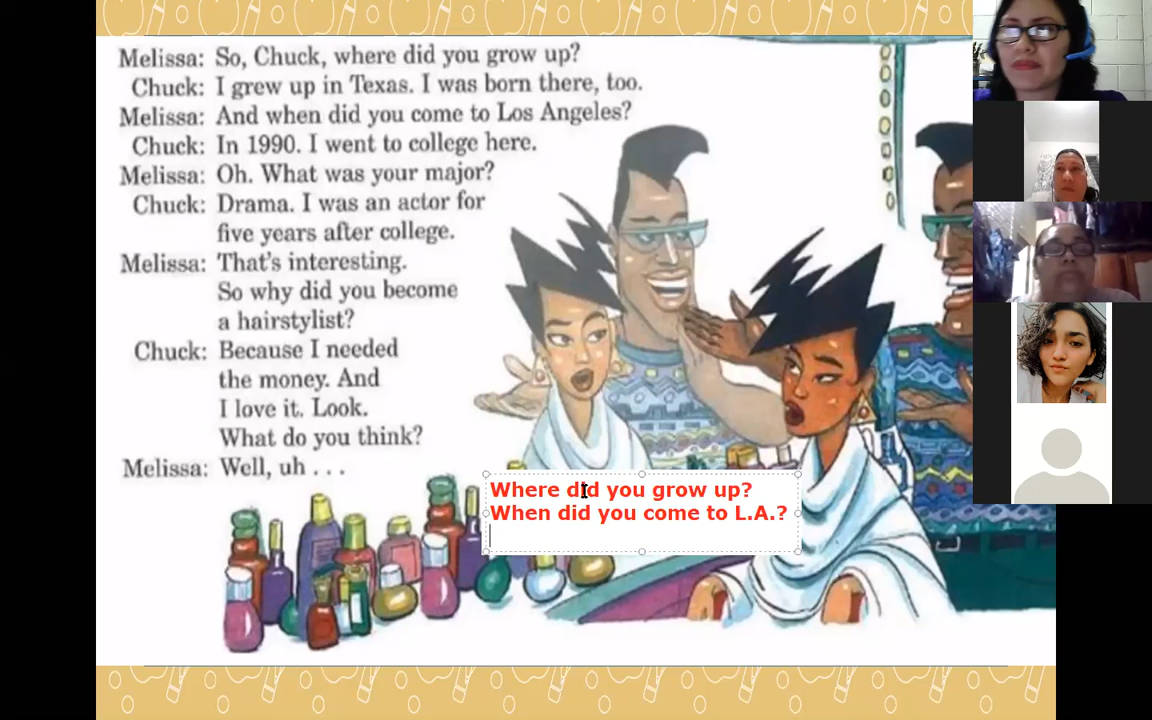 Melissa: So, Chuck, where did you grow up?
Chuck: I grew up in Texas. I was born there, too.
Melissa: And when did you come to Los Angeles?
Chuck: In 1990. I went to college here.
Melissa: Oh. What was your major?
Chuck: Drama. I was an actor for
five years after college.
Melissa: That's interesting.
So why did you become
a hairstylist?
Chuck: Because I needed
the money. And
I love it. Look.
What do you think?
Melissa: Well, uh . . .
Where did you grow up?
When did you come to L.A.?